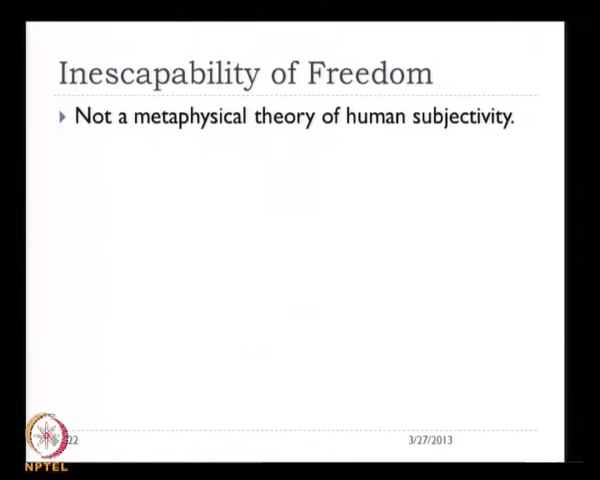 Inescapability of Freedom
Not a metaphysical theory of human subjectivity.
22
3/27/2013
NPTEL